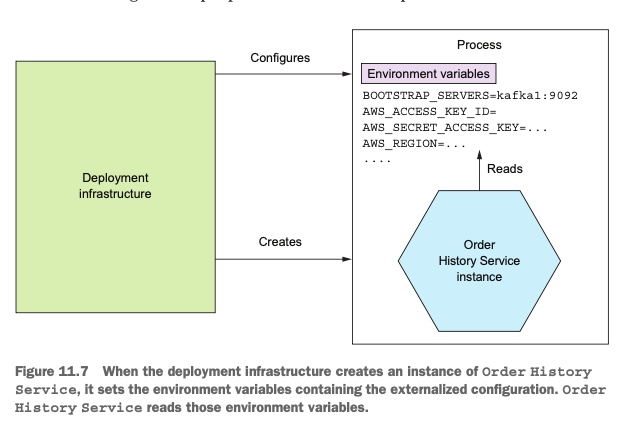 Configures
Process
Environment variables
BOOTSTRAP_SERVERS=kafka1:9092
AWS_ACCESS_KEY_ID=
AWS_SECRET_ACCESS_KEY=...
AWS_REGION=...
....
Reads
Deployment
infrastructure
Creates
Order
History Service
instance
Figure 11.7 When the deployment infrastructure creates an instance of Order History
Service, it sets the environment variables containing the externalized configuration. Order
History Service reads those environment variables.